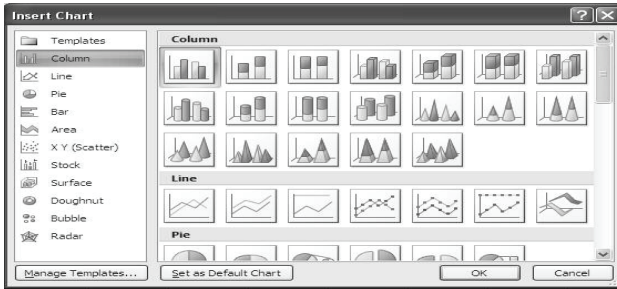 Insert Chart
Templates
Column
Line
Pie
Bar
Area
X Y (Scatter)
Stock
Surface
Doughnut
Bubble
Radar
Manage Templates...
Column
Line
Pie
Set as Default Chart
OK
Cancel